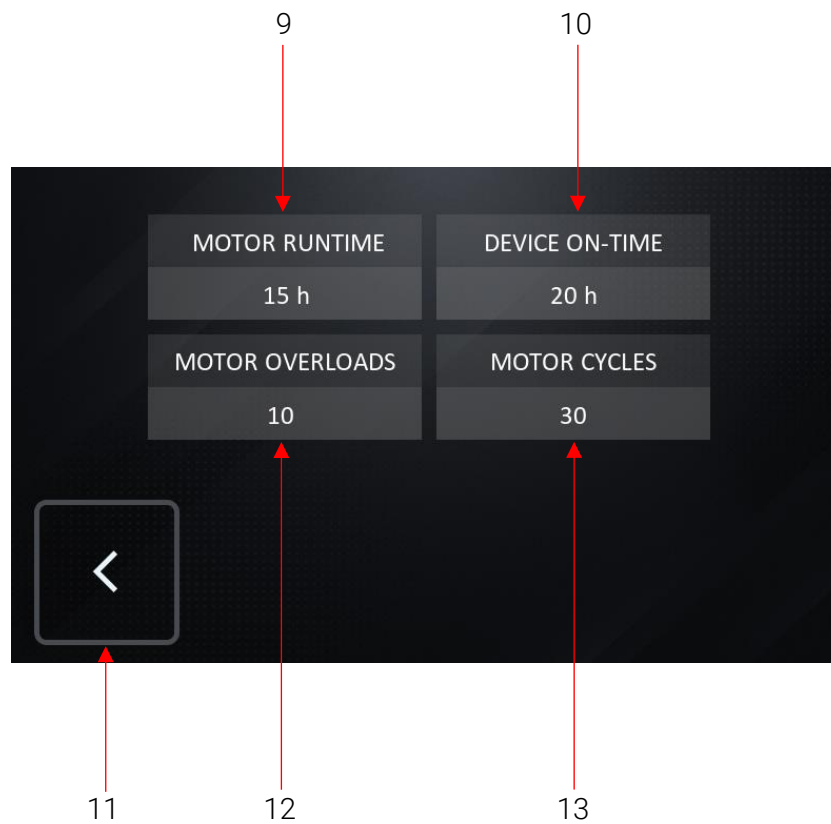 9 10
MOTOR RUNTIME DEVICE ON-TIME
15 h 20 h
MOTOR OVERLOADS MOTOR CYCLES
10 30
11 12 13